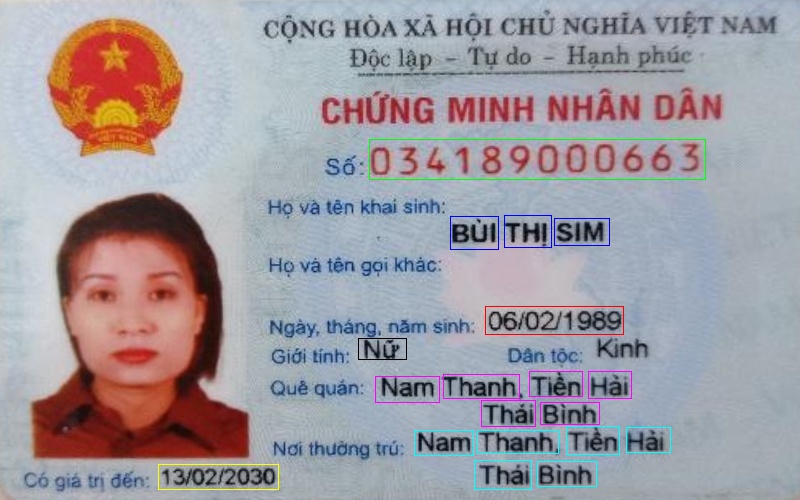 CỘNG HÒA XÃ HỘI CHỦ NGHĨA VIỆT NAM
Độc lập - Tự do - Hạnh phúc
CHỨNG MINH NHÂN DÂN
Số: 034189000663
Họ và tên khai sinh:
BÙI THỊ SIM
Họ và tên gọi khác:
Ngày, tháng, năm sinh: 06/02/1989
Giới tính: Nữ Dân tộc: Kinh
Quê quán: Nam Thanh, Tiền Hải
Thái Bình
Nơi thường trú: Nam Thanh, Tiền Hải
Thái Bình
Có giá trị đến: 13/02/2030